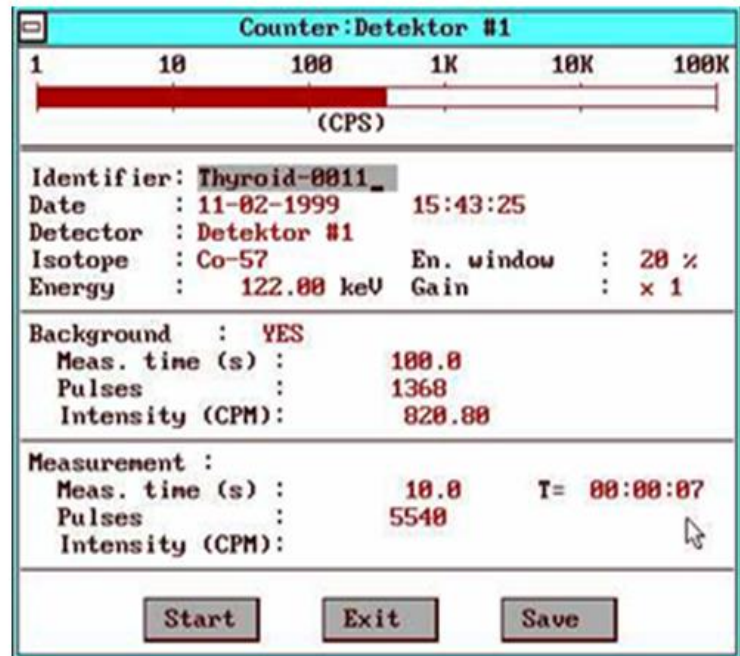 Counter:Detektor #1
1 10 100 1K 10K 100K
(CPS)
Identifier: Thyroid-0011_
Date : 11-02-1999 15:43:25
Detector : Detektor #1
Isotope : Co-57 En. window : 20 %
Energy : 122.00 keV Gain : x 1
Background : YES
Meas. time (s) : 100.0
Pulses : 1368
Intensity (CPM): 820.80
Measurement :
Meas. time (s) : 10.0 T= 00:00:07
Pulses : 5540
Intensity (CPM):
Start Exit Save